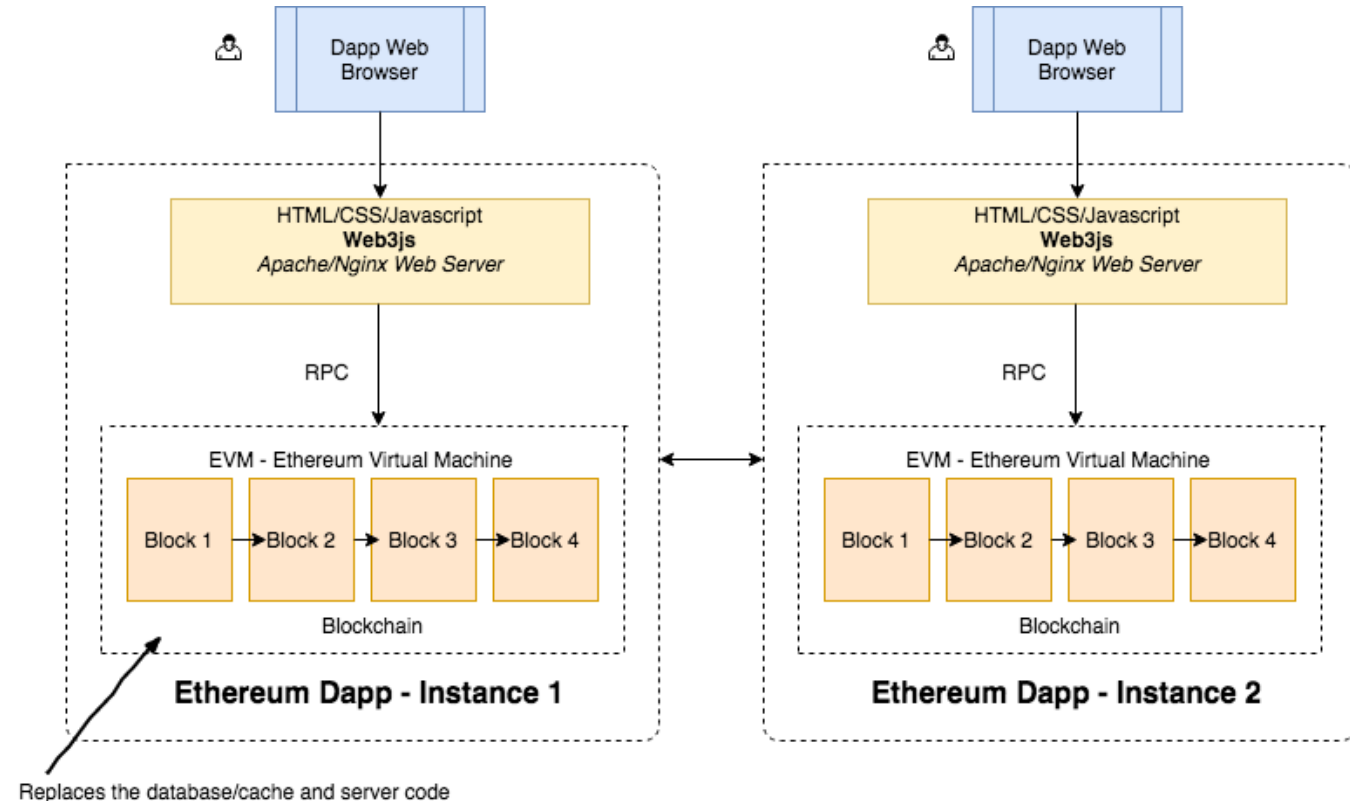 Dapp Web
Browser
HTML/CSS/Javascript
Web3js
Apache/Nginx Web Server
RPC
EVM - Ethereum Virtual Machine
Block 1
Block 2
Block 3
Block 4
Blockchain
Ethereum Dapp - Instance 1
Replaces the database/cache and server code
Dapp Web
Browser
HTML/CSS/Javascript
Web3js
Apache/Nginx Web Server
RPC
EVM - Ethereum Virtual Machine
Block 1
Block 2
Block 3
Block 4
Blockchain
Ethereum Dapp - Instance 2